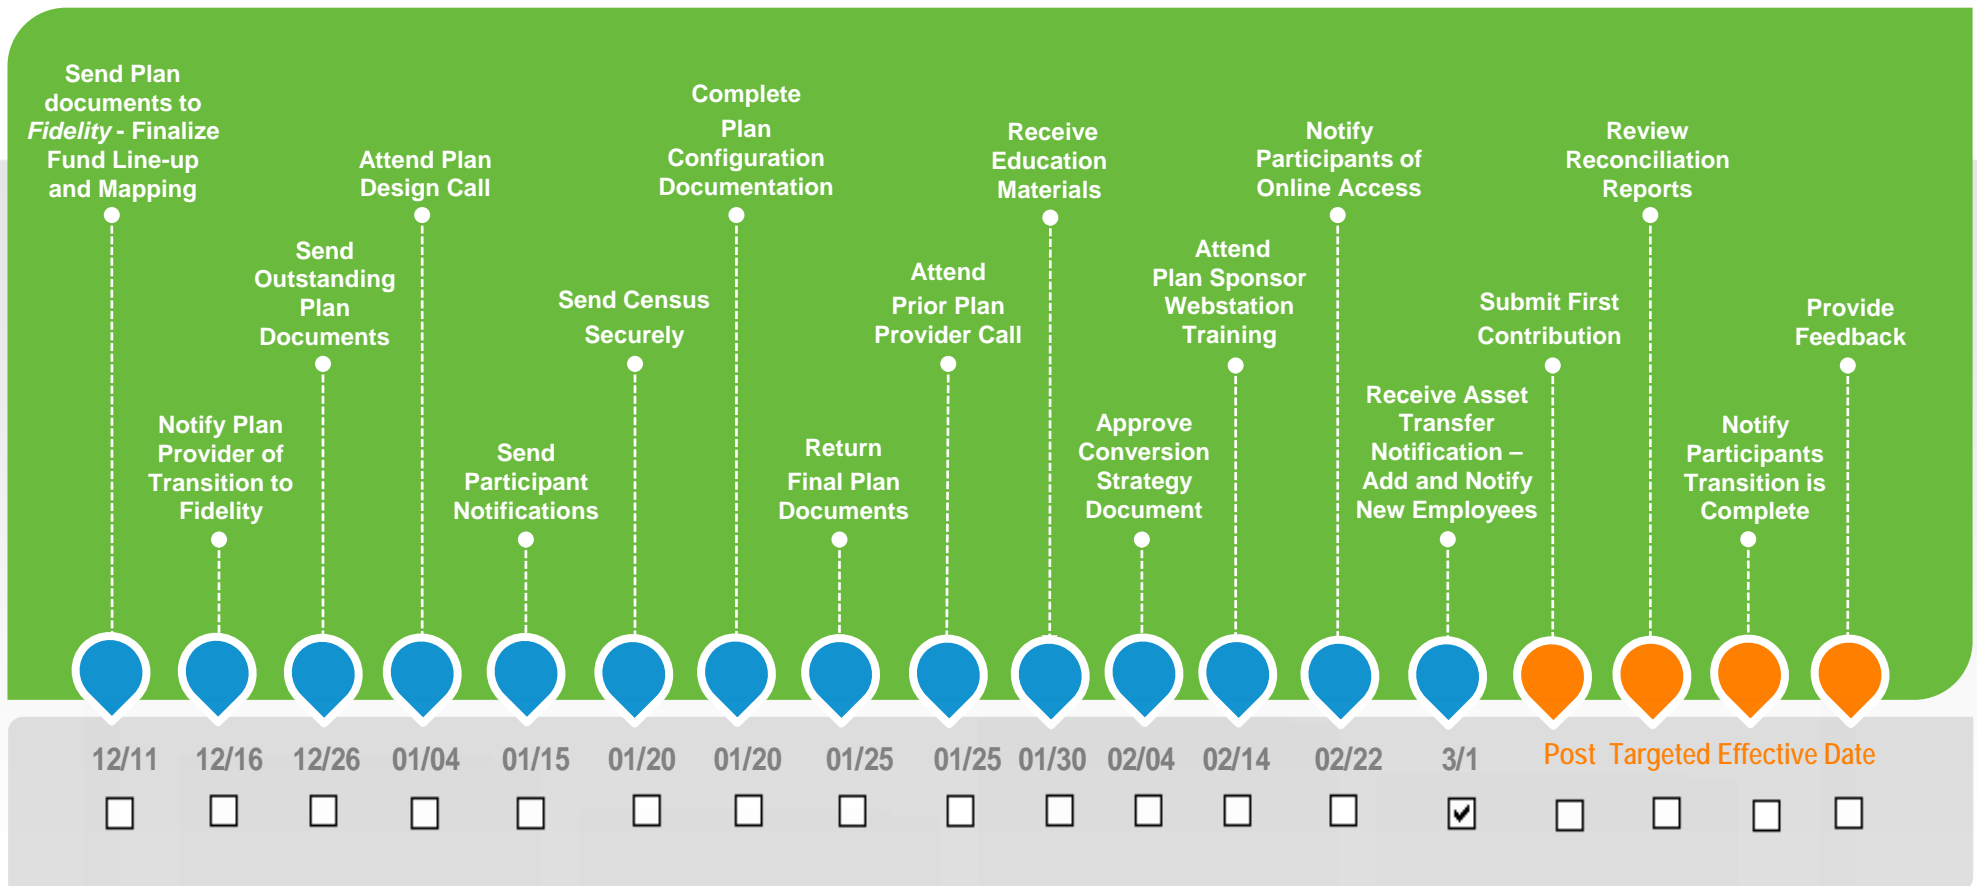 Send Plan
documents to
Fidelity - Finalize
Fund Line-up
and Mapping
Notify Plan
Provider of
Transition to
Fidelity
Send
Outstanding
Plan
Documents
Attend Plan
Design Call
Send
Participant
Notifications
Send Census
Securely
Complete
Plan
Configuration
Documentation
Return
Final Plan
Documents
Attend
Prior Plan
Provider Call
Receive
Education
Materials
Approve
Conversion
Strategy
Document
Attend
Plan Sponsor
Webstation
Training
Notify
Participants of
Online Access
Receive Asset
Transfer
Notification –
Add and Notify
New Employees
Submit First
Contribution
Review
Reconciliation
Reports
Notify
Participants
Transition is
Complete
Provide
Feedback
12/11 12/16 12/26 01/04 01/15 01/20 01/20 01/25 01/25 01/30 02/04 02/14 02/22 3/1 Post Targeted Effective Date